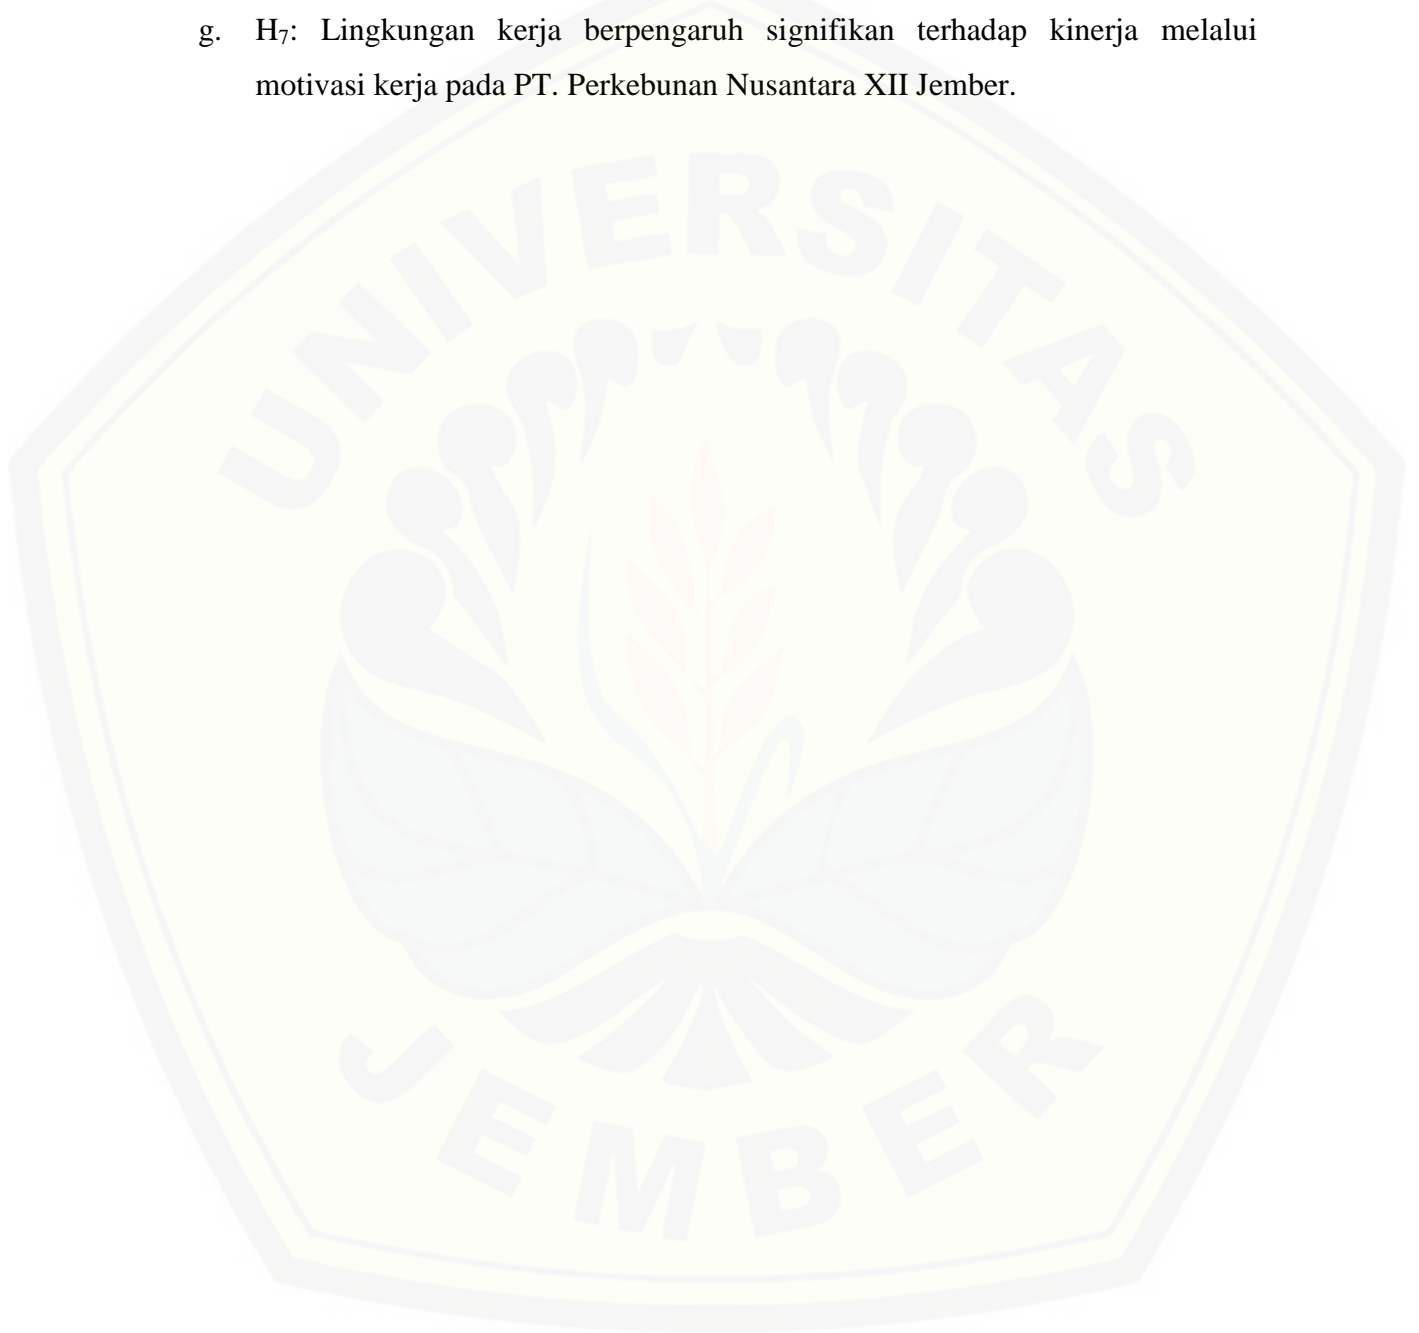 g. H₇: Lingkungan kerja berpengaruh signifikan terhadap kinerja melalui
motivasi kerja pada PT. Perkebunan Nusantara XII Jember.
UNIVERSITAS
JEMBER